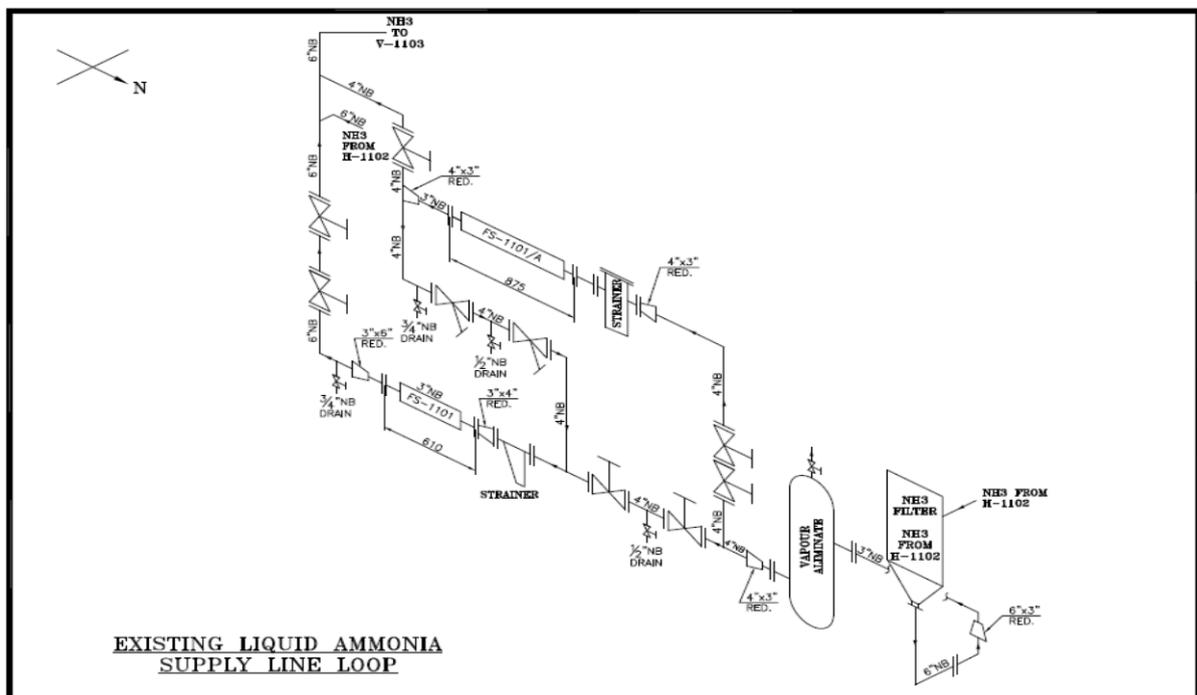 NH3
TO
V-1103
N
6"NB
4"NB
6"NB
NH3
FROM
H-1102
6"NB
4"NB
4"x3"
RED.
3"NB
FS-1101/A
875
4"NB
STRAINER
4"x3"
RED.
6"NB
3/4"NB
DRAIN
4"NB
1/2"NB
DRAIN
3"x6"
RED.
3/4"NB
DRAIN
3"NB
FS-1101
610
3"x4"
RED.
STRAINER
4"NB
4"NB
4"NB
1/2"NB
DRAIN
4"NB
4"NB
4"x3"
RED.
VAPOUR
ALIMINATE
3"NB
NH3
FILTER
NH3
FROM
H-1102
NH3 FROM
H-1102
6"x3"
RED.
6"NB
EXISTING LIQUID AMMONIA
SUPPLY LINE LOOP